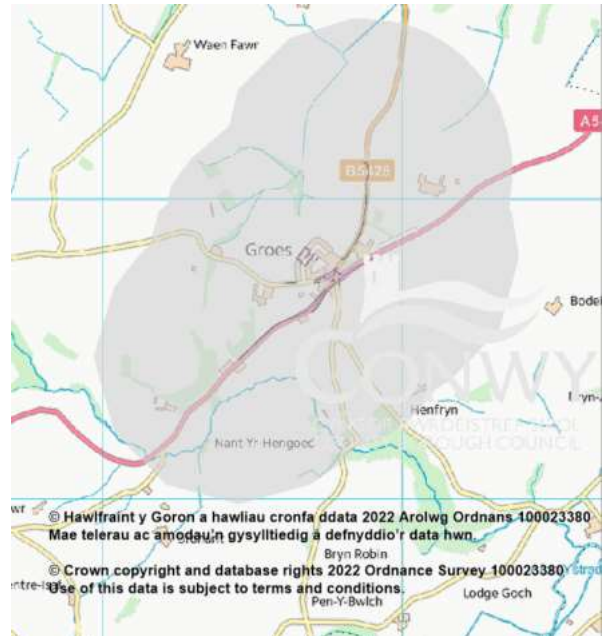 Waen Fawr
A5
B5428
Groes
Bodei
CONWY
Henfryn
Nant-Yr-Hengoed
© Hawlfraint y Goron a hawliau cronfa ddata 2022 Arolwg Ordnans 100023380
Mae telerau ac amodau'n gysylltiedig â defnyddio'r data hwn.
Bryn Robin
© Crown copyright and database rights 2022 Ordnance Survey 100023380
Use of this data is subject to terms and conditions.
Pen-Y-Bwlch
Lodge Goch